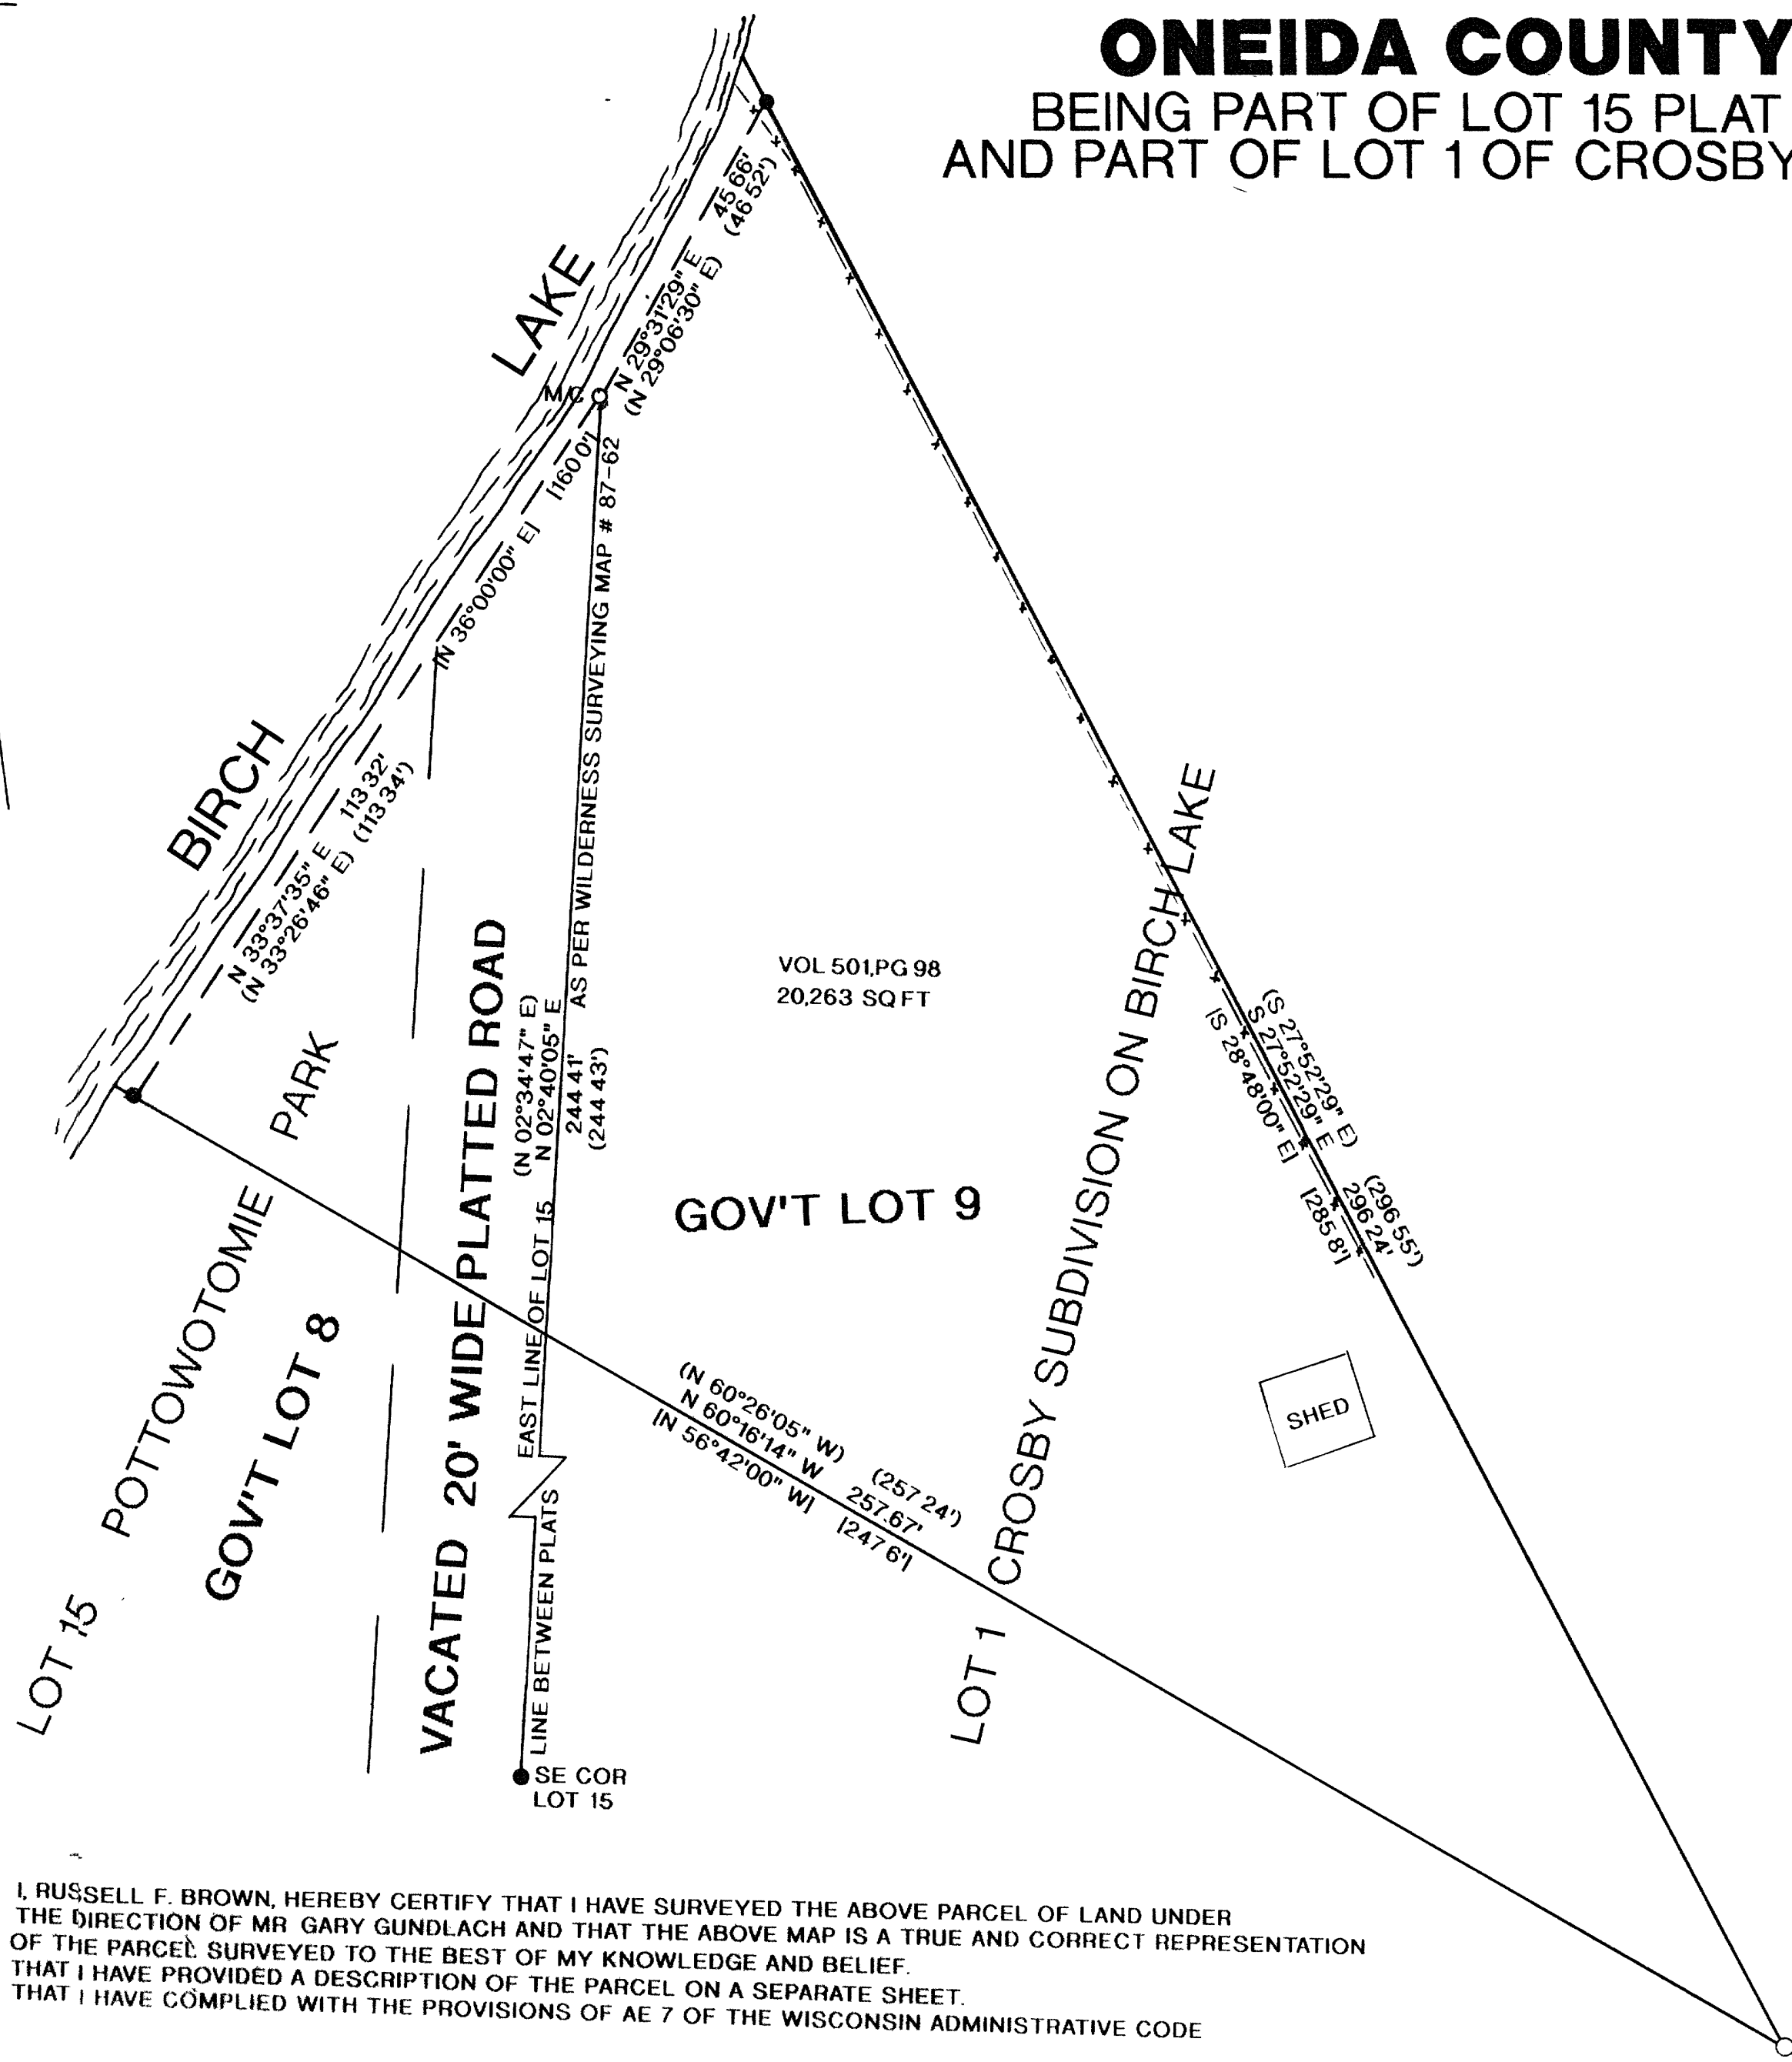 ONEIDA COUNTY
BEING PART OF LOT 15 PLAT
AND PART OF LOT 1 OF CROSBY
BIRCH LAKE
45 66'
(46 52')
N 29°31'29" E
(N 29°06'30" E)
MC
[160 0']
[N 36°00'00" E]
113 32'
(113 34')
N 33°37'35" E
(N 33°26'46" E)
AS PER WILDERNESS SURVEYING MAP # 87-62
(N 02°34'47" E)
N 02°40'05" E
244 41'
(244 43')
EAST LINE OF LOT 15
LINE BETWEEN PLATS
VACATED 20' WIDE PLATTED ROAD
VOL 501,PG 98
20,263 SQ FT
GOV'T LOT 9
LOT 15 POTTOWOTOMIE PARK
GOV'T LOT 8
LOT 1 CROSBY SUBDIVISION ON BIRCH LAKE
(S 27°52'29" E)
S 27°52'29" E
[S 28°48'00" E]
(296 55')
296 24'
[285 8']
SHED
(N 60°26'05" W)
N 60°16'14" W
[N 56°42'00" W]
(257 24')
257.67'
[247 6']
SE COR
LOT 15
I, RUSSELL F. BROWN, HEREBY CERTIFY THAT I HAVE SURVEYED THE ABOVE PARCEL OF LAND UNDER
THE DIRECTION OF MR GARY GUNDLACH AND THAT THE ABOVE MAP IS A TRUE AND CORRECT REPRESENTATION
OF THE PARCEL SURVEYED TO THE BEST OF MY KNOWLEDGE AND BELIEF.
THAT I HAVE PROVIDED A DESCRIPTION OF THE PARCEL ON A SEPARATE SHEET.
THAT I HAVE COMPLIED WITH THE PROVISIONS OF AE 7 OF THE WISCONSIN ADMINISTRATIVE CODE